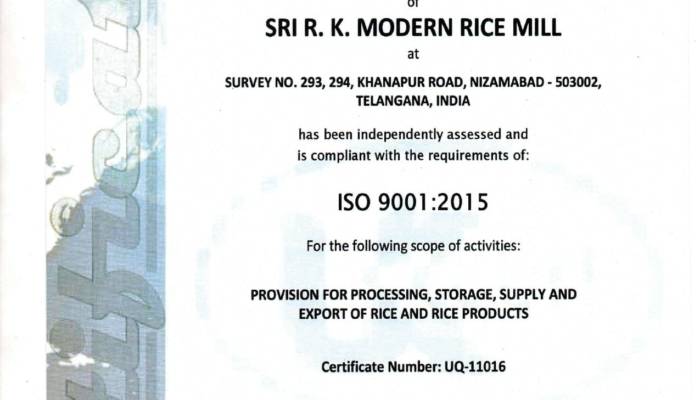 of
SRI R. K. MODERN RICE MILL
at
SURVEY NO. 293, 294, KHANAPUR ROAD, NIZAMABAD - 503002,
TELANGANA, INDIA
has been independently assessed and
is compliant with the requirements of:
ISO 9001:2015
For the following scope of activities:
PROVISION FOR PROCESSING, STORAGE, SUPPLY AND
EXPORT OF RICE AND RICE PRODUCTS
Certificate Number: UQ-11016